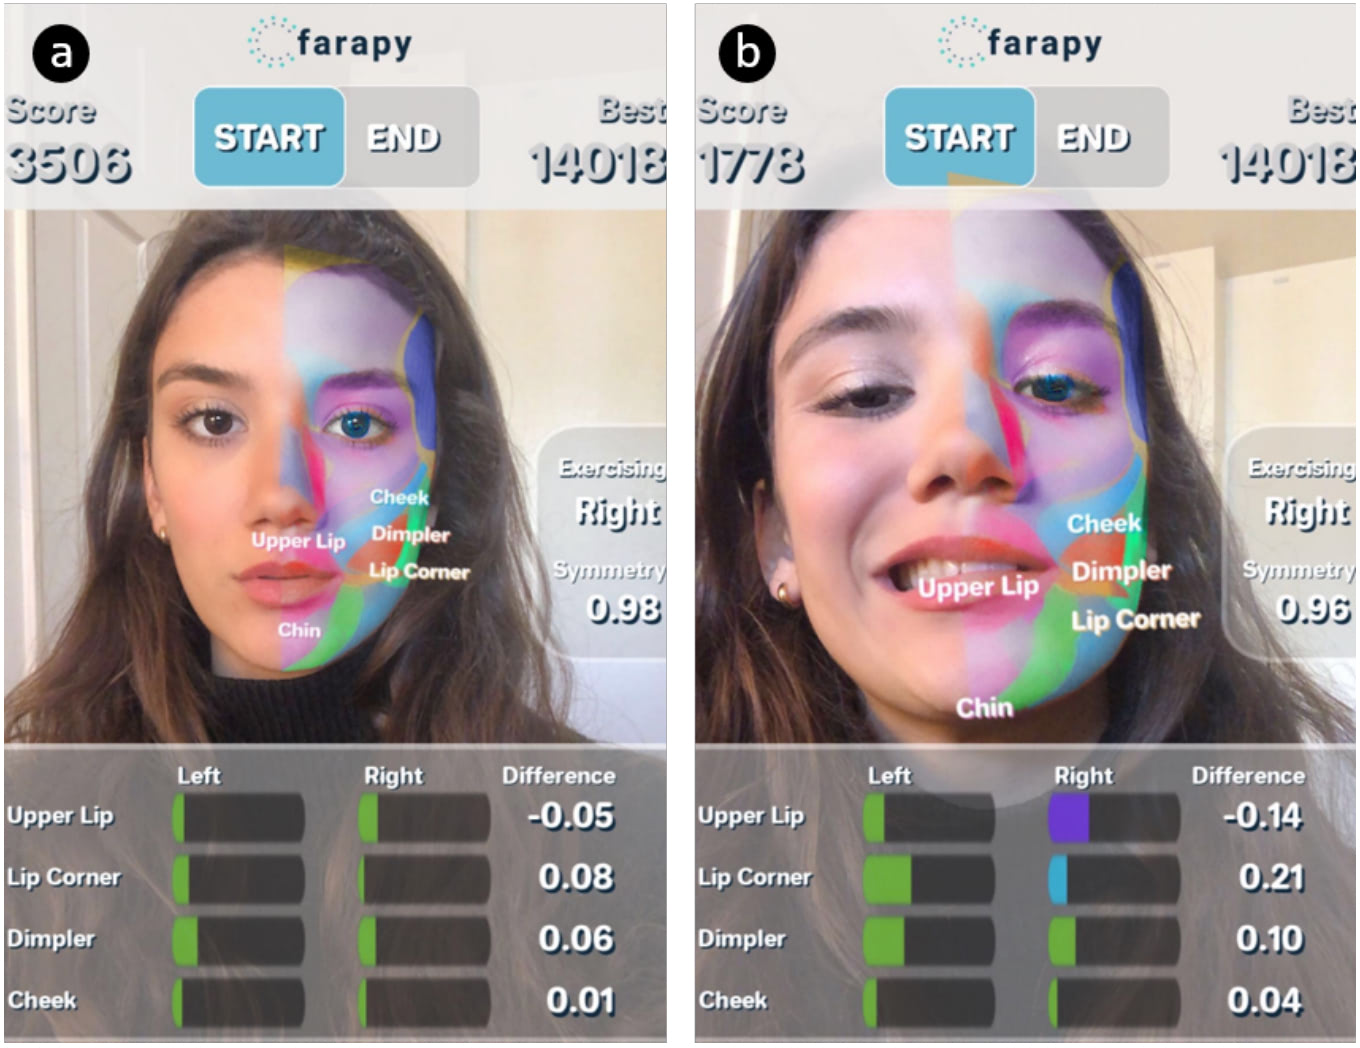 a
farapy
Score
START
END
Best
3506
14018
Exercising
Right
Symmetry
0.98
Cheek
Upper Lip
Dimpler
Lip Corner
Chin
Left Right Difference
Upper Lip -0.05
Lip Corner 0.08
Dimpler 0.06
Cheek 0.01
b
farapy
Score
START
END
Best
1778
14018
Exercising
Right
Symmetry
0.96
Cheek
Dimpler
Upper Lip
Lip Corner
Chin
Left Right Difference
Upper Lip -0.14
Lip Corner 0.21
Dimpler 0.10
Cheek 0.04